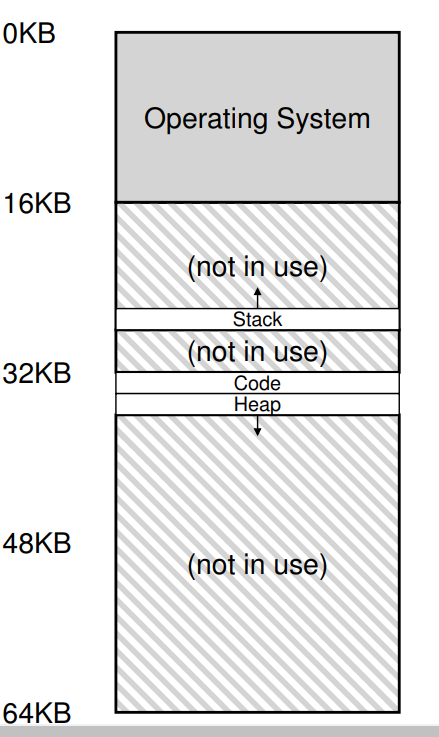 0KB
Operating System
16KB
(not in use)
Stack
(not in use)
32KB
Code
Heap
48KB
(not in use)
64KB